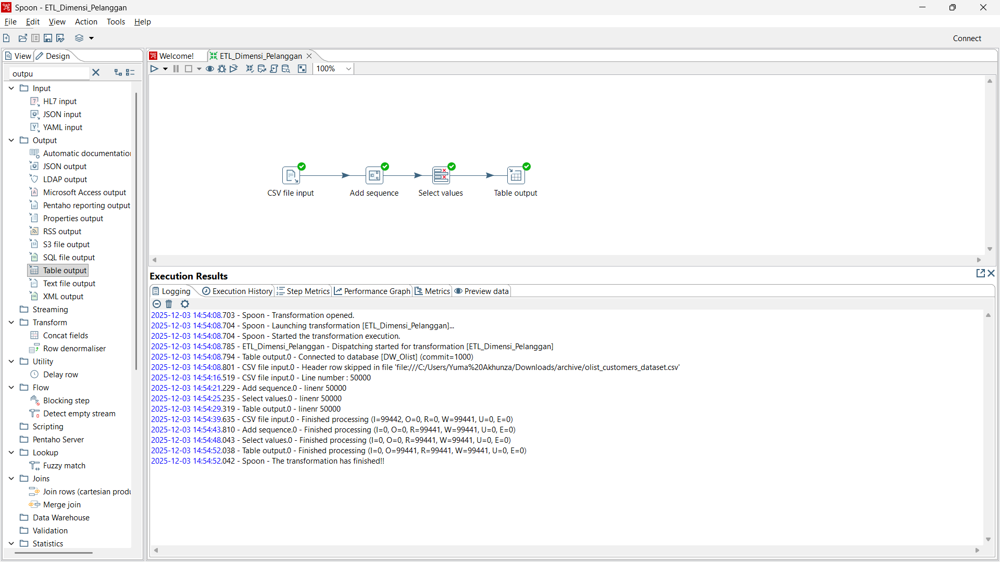 Spoon - ETL_Dimensi_Pelanggan
File Edit View Action Tools Help
Connect
View Design
outpu
Input
HL7 input
JSON input
YAML input
Output
Automatic documentation
JSON output
LDAP output
Microsoft Access output
Pentaho reporting output
Properties output
RSS output
S3 file output
SQL file output
Table output
Text file output
XML output
Streaming
Transform
Concat fields
Row denormaliser
Utility
Delay row
Flow
Blocking step
Detect empty stream
Scripting
Pentaho Server
Lookup
Fuzzy match
Joins
Join rows (cartesian produ
Merge join
Data Warehouse
Validation
Statistics
Welcome! ETL_Dimensi_Pelanggan
100%
CSV file input
Add sequence
Select values
Table output
Execution Results
Logging Execution History Step Metrics Performance Graph Metrics Preview data
2025-12-03 14:54:08.703 - Spoon - Transformation opened.
2025-12-03 14:54:08.704 - Spoon - Launching transformation [ETL_Dimensi_Pelanggan]...
2025-12-03 14:54:08.704 - Spoon - Started the transformation execution.
2025-12-03 14:54:08.785 - ETL_Dimensi_Pelanggan - Dispatching started for transformation [ETL_Dimensi_Pelanggan]
2025-12-03 14:54:08.794 - Table output.0 - Connected to database [DW_Olist] (commit=1000)
2025-12-03 14:54:08.801 - CSV file input.0 - Header row skipped in file 'file:///C:/Users/Yuma%20Akhunza/Downloads/archive/olist_customers_dataset.csv'
2025-12-03 14:54:16.519 - CSV file input.0 - Line number : 50000
2025-12-03 14:54:21.229 - Add sequence.0 - linenr 50000
2025-12-03 14:54:25.235 - Select values.0 - linenr 50000
2025-12-03 14:54:29.319 - Table output.0 - linenr 50000
2025-12-03 14:54:39.635 - CSV file input.0 - Finished processing (I=99442, O=0, R=0, W=99441, U=0, E=0)
2025-12-03 14:54:43.810 - Add sequence.0 - Finished processing (I=0, O=0, R=99441, W=99441, U=0, E=0)
2025-12-03 14:54:48.043 - Select values.0 - Finished processing (I=0, O=0, R=99441, W=99441, U=0, E=0)
2025-12-03 14:54:52.038 - Table output.0 - Finished processing (I=0, O=99441, R=99441, W=99441, U=0, E=0)
2025-12-03 14:54:52.042 - Spoon - The transformation has finished!!